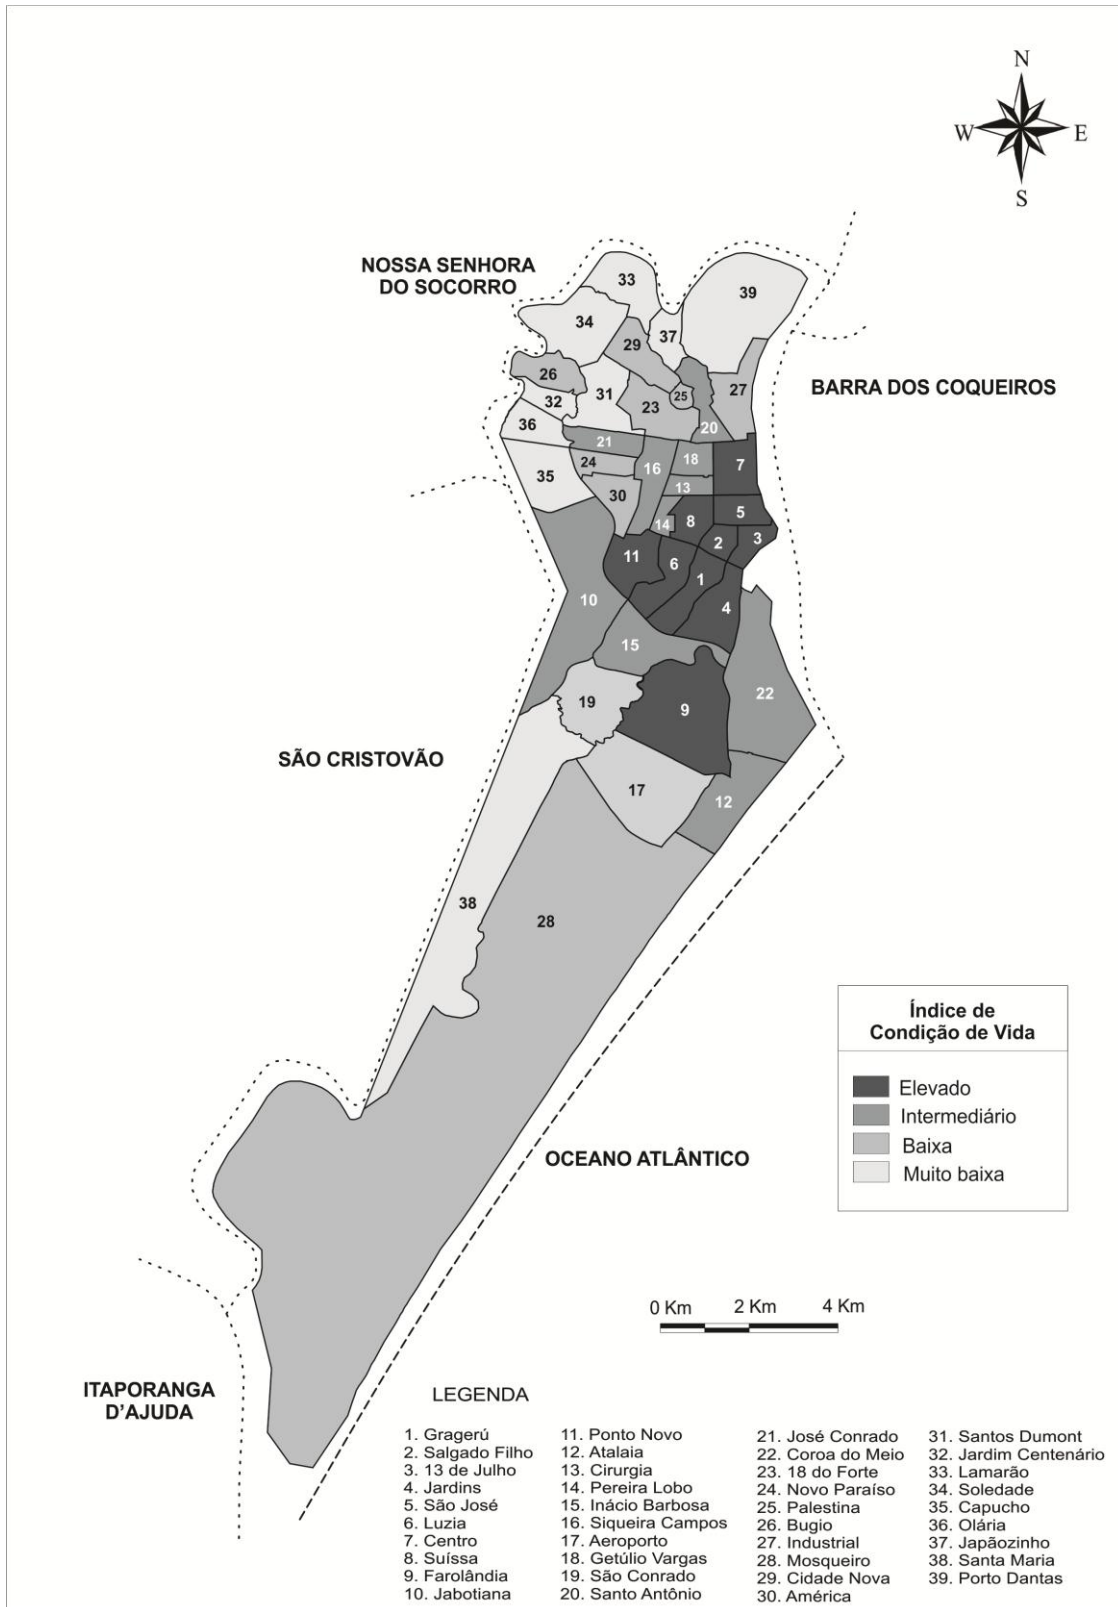 N
W
E
S
NOSSA SENHORA
DO SOCORRO
33
39
34
37
29
26
27
BARRA DOS COQUEIROS
25
31
32
23
36
20
21
7
18
24
16
35
13
30
5
8
14
3
2
11
6
1
10
4
15
22
19
9
SÃO CRISTOVÃO
17
12
38
28
Índice de
Condição de Vida
Elevado
Intermediário
Baixa
Muito baixa
OCEANO ATLÂNTICO
0 Km 2 Km 4 Km
ITAPORANGA
D'AJUDA
LEGENDA
1. Gragerú
2. Salgado Filho
3. 13 de Julho
4. Jardins
5. São José
6. Luzia
7. Centro
8. Suíssa
9. Farolândia
10. Jabotiana
11. Ponto Novo
12. Atalaia
13. Cirurgia
14. Pereira Lobo
15. Inácio Barbosa
16. Siqueira Campos
17. Aeroporto
18. Getúlio Vargas
19. São Conrado
20. Santo Antônio
21. José Conrado
22. Coroa do Meio
23. 18 do Forte
24. Novo Paraíso
25. Palestina
26. Bugio
27. Industrial
28. Mosqueiro
29. Cidade Nova
30. América
31. Santos Dumont
32. Jardim Centenário
33. Lamarão
34. Soledade
35. Capucho
36. Olária
37. Japãozinho
38. Santa Maria
39. Porto Dantas